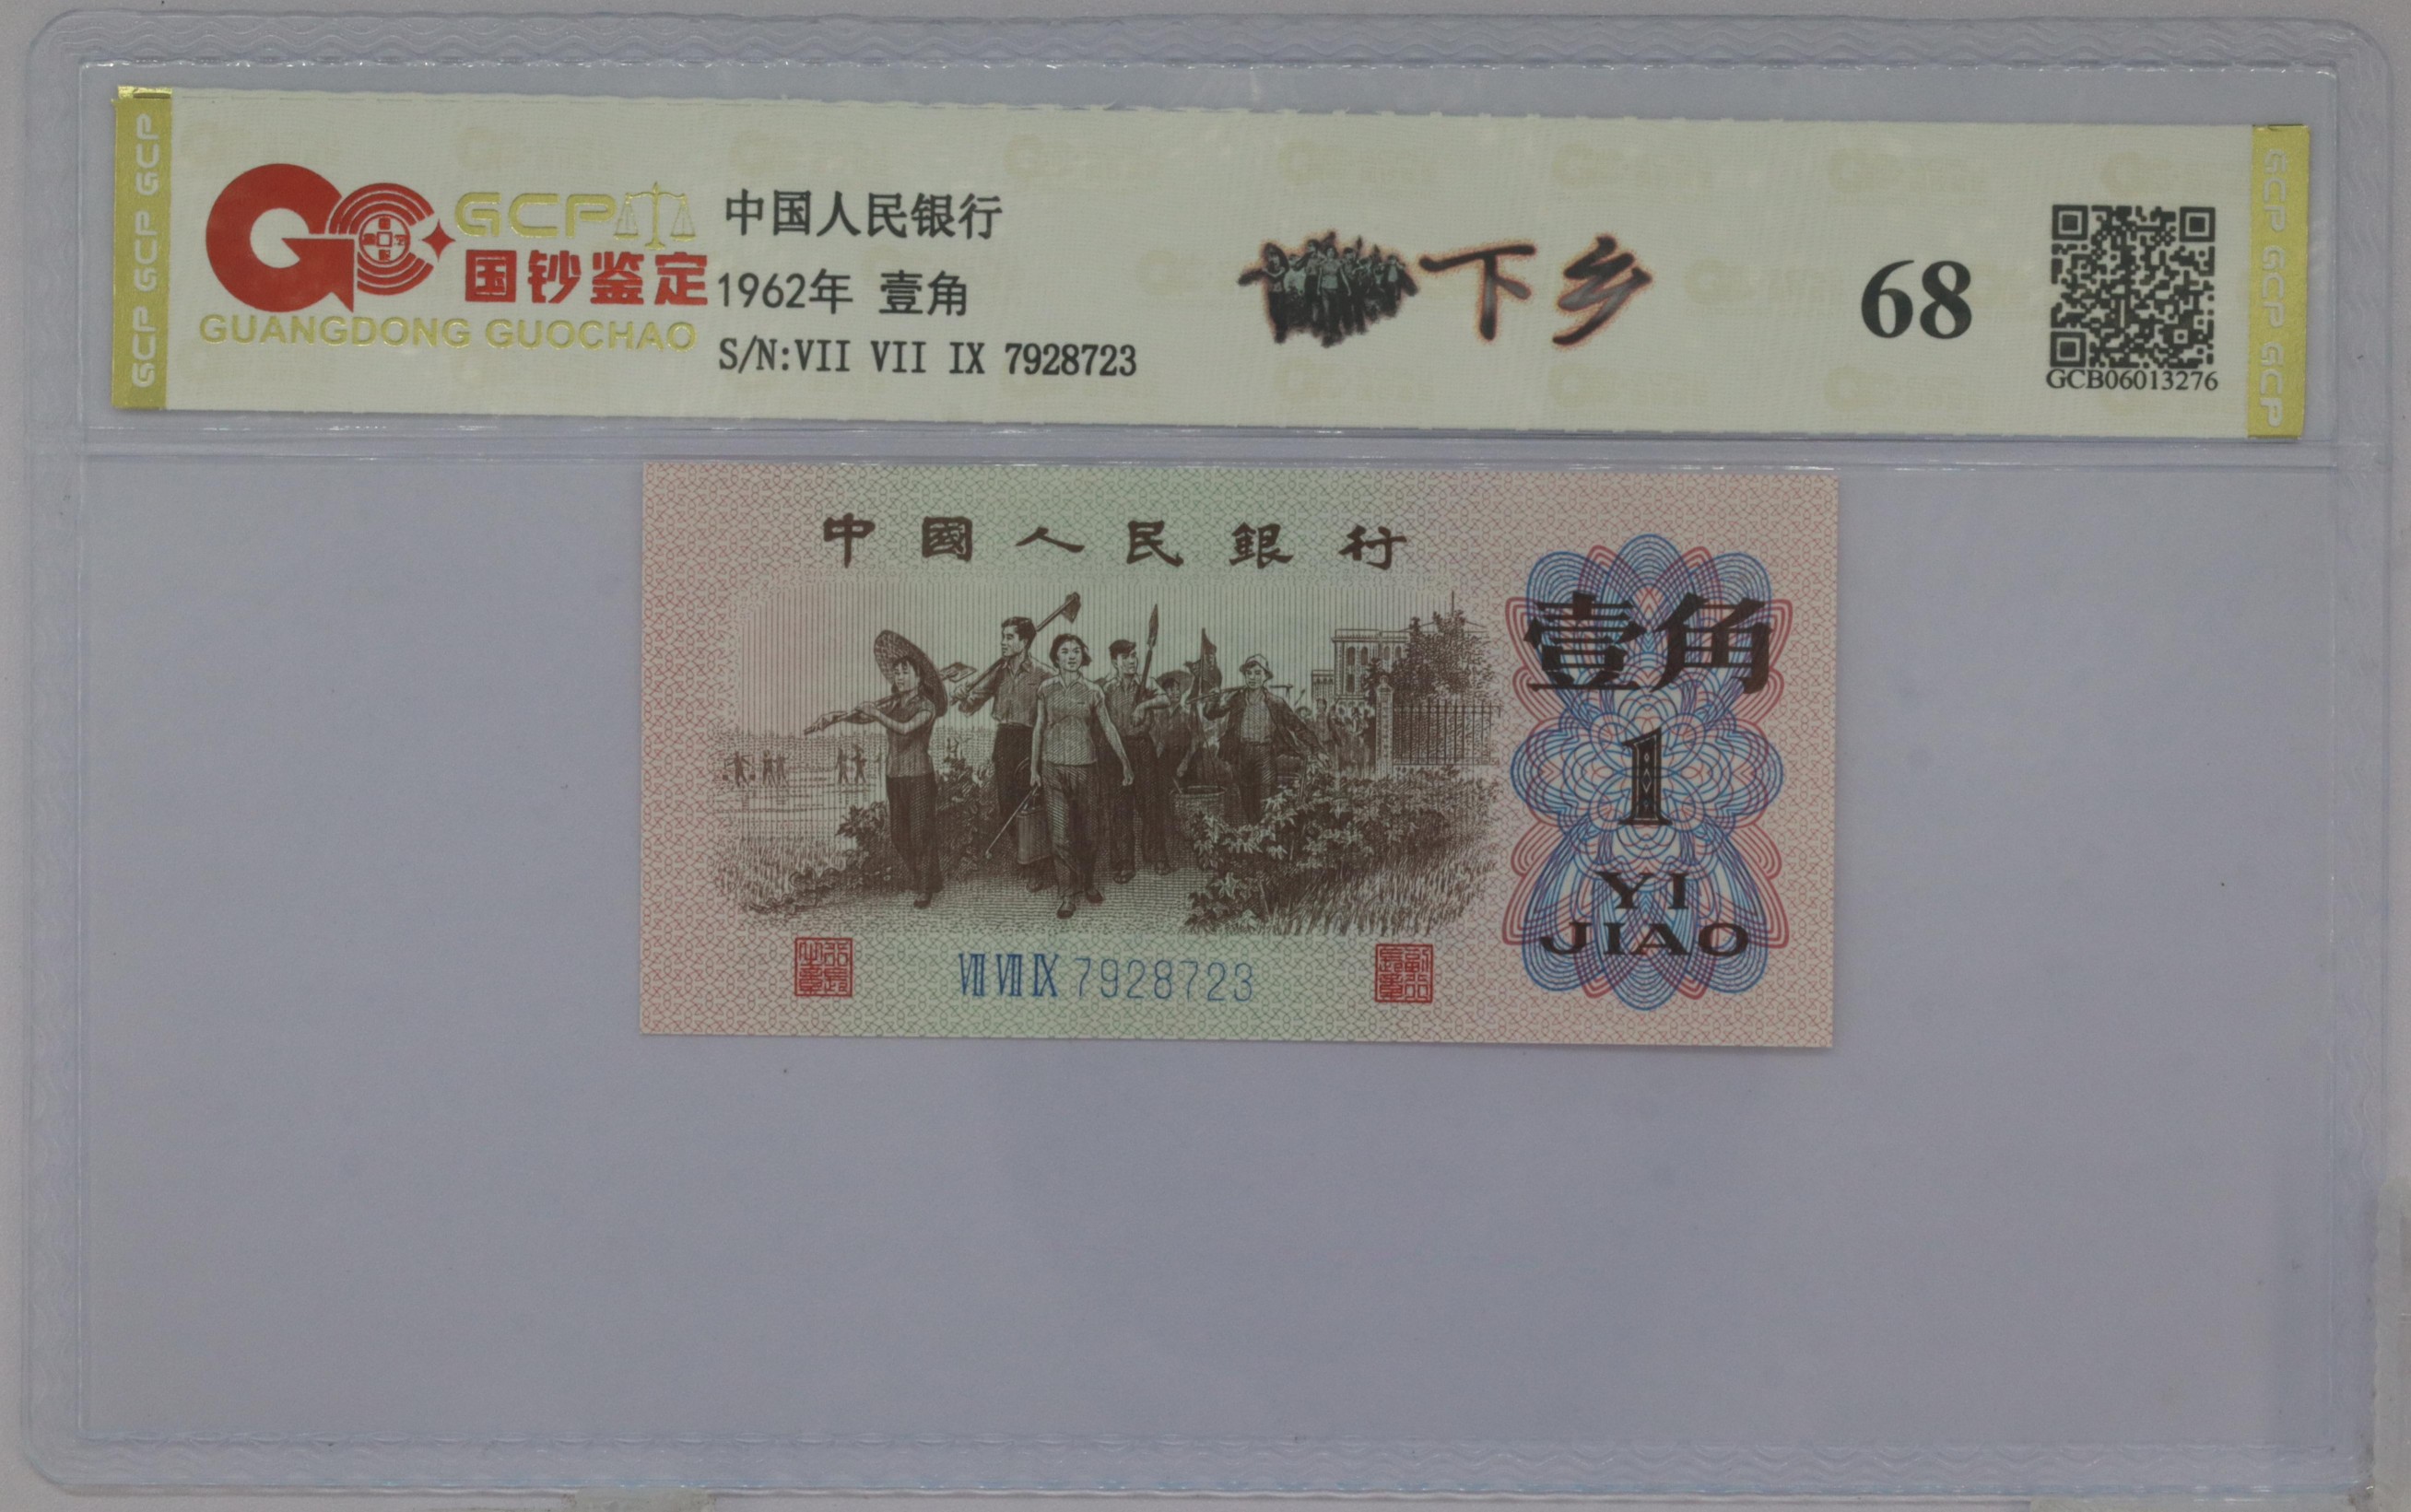 GCP GCP GCP
GCP
国钞鉴定
GUANGDONG GUOCHAO
中国人民银行
1962年 壹角
S/N:VII VII IX 7928723
下乡
68
GCB06013276
GCP GCP GCP
中國人民銀行
壹角
1
YI
JIAO
VII VII IX 7928723